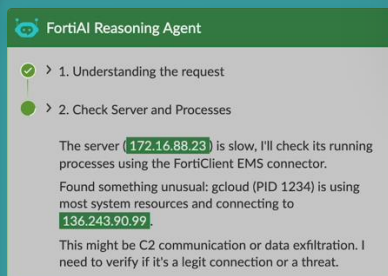 FortiAI Reasoning Agent
1. Understanding the request
2. Check Server and Processes
The server (172.16.88.23) is slow, I'll check its running
processes using the FortiClient EMS connector.
Found something unusual: gcloud (PID 1234) is using
most system resources and connecting to
136.243.90.99.
This might be C2 communication or data exfiltration. I
need to verify if it's a legit connection or a threat.